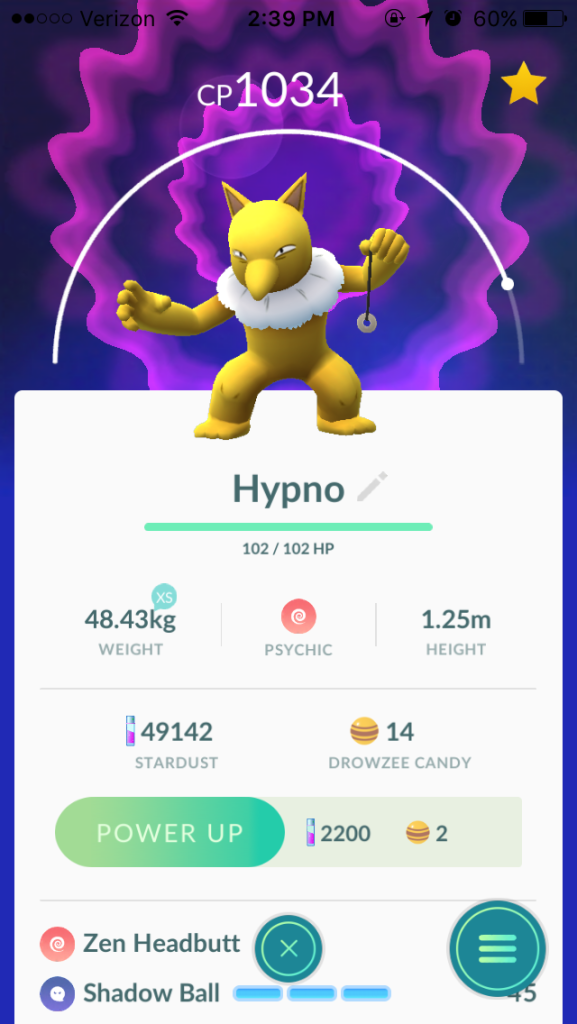 Verizon 2:39 PM 60%
CP1034
Hypno
102 / 102 HP
XS
48.43kg 1.25m
WEIGHT PSYCHIC HEIGHT
49142 14
STARDUST DROWZEE CANDY
POWER UP 2200 2
Zen Headbutt
Shadow Ball 45